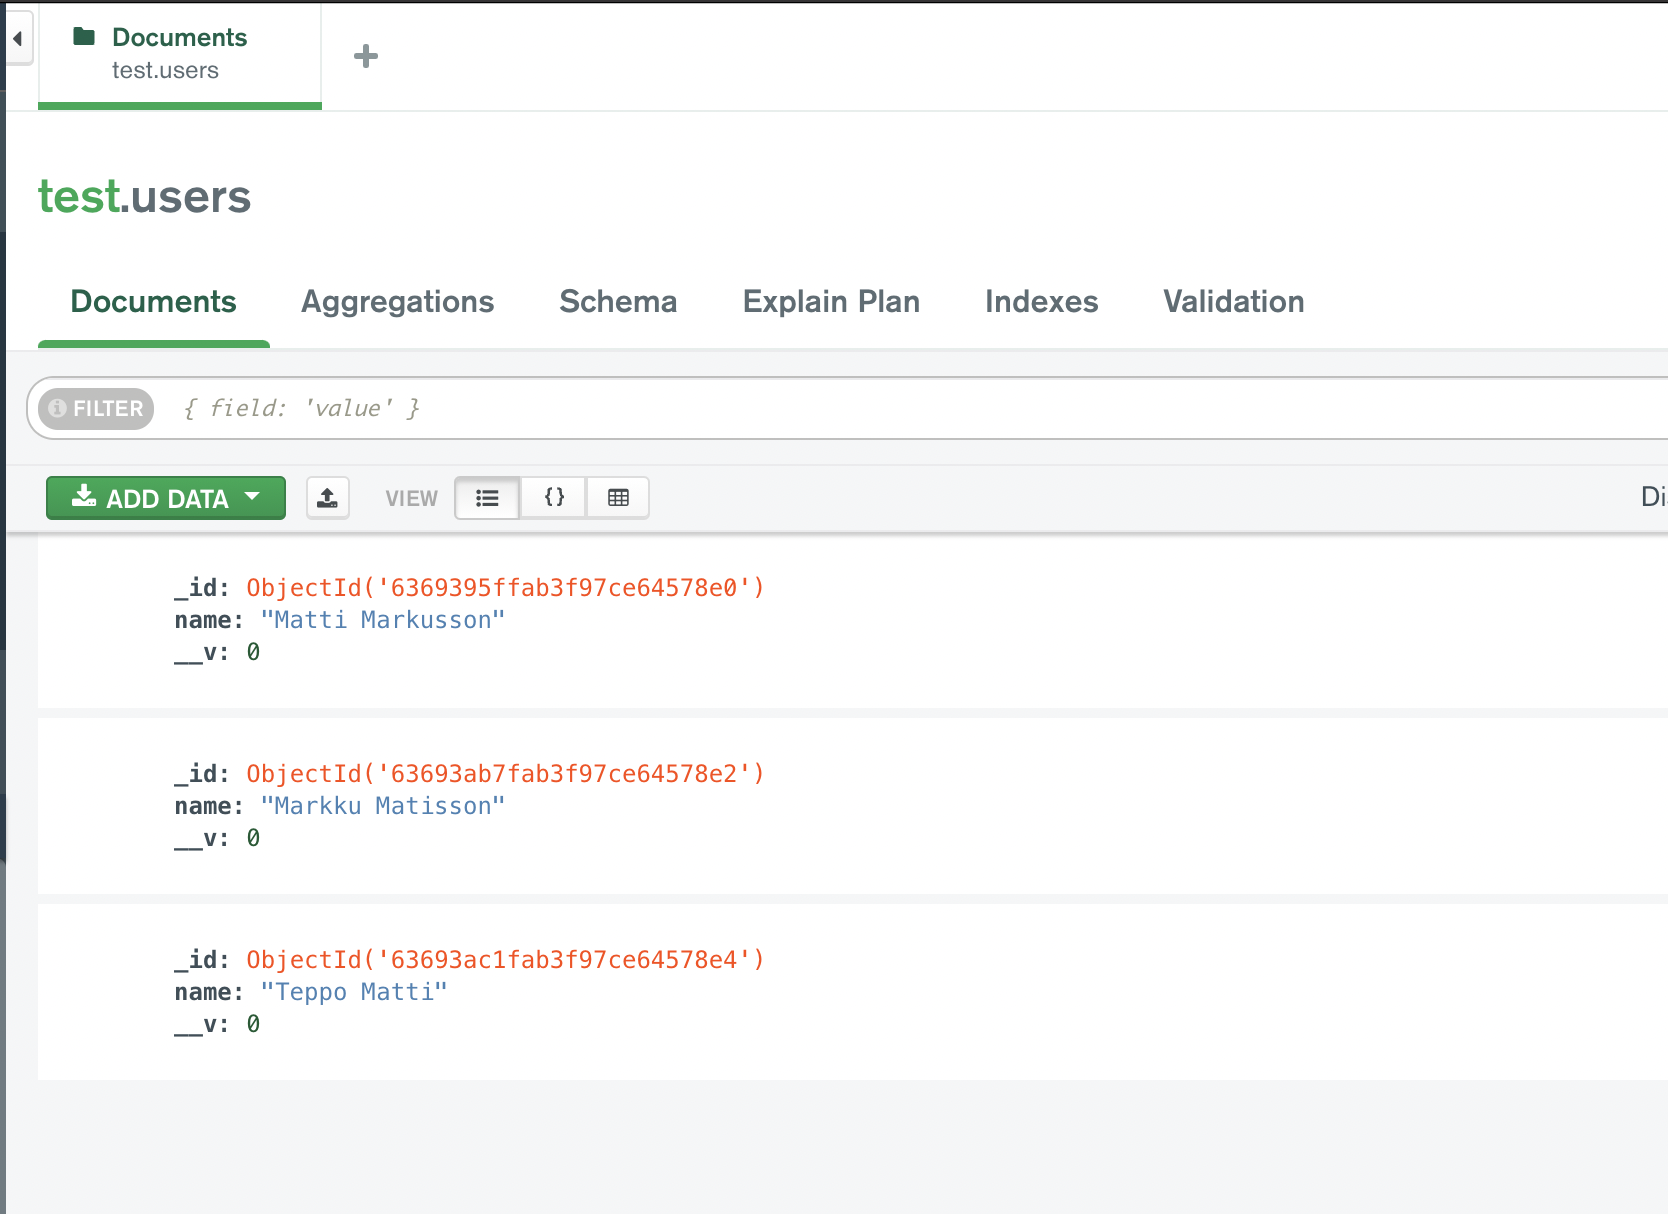 Documents
test.users
test.users
Documents Aggregations Schema Explain Plan Indexes Validation
FILTER { field: 'value' }
ADD DATA VIEW {}
_id: ObjectId('6369395ffab3f97ce64578e0')
name: "Matti Markusson"
__v: 0
_id: ObjectId('63693ab7fab3f97ce64578e2')
name: "Markku Matisson"
__v: 0
_id: ObjectId('63693ac1fab3f97ce64578e4')
name: "Teppo Matti"
__v: 0